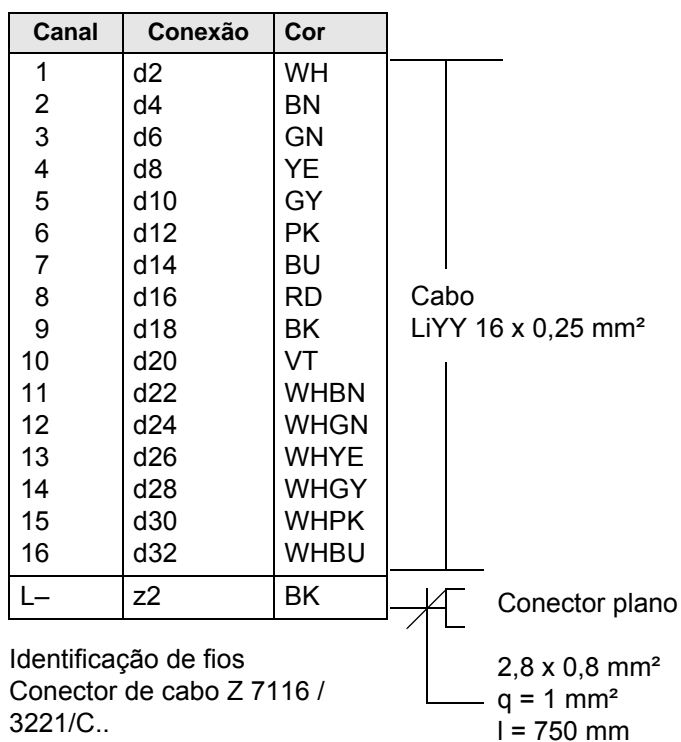 Canal Conexão Cor
1 d2 WH
2 d4 BN
3 d6 GN
4 d8 YE
5 d10 GY
6 d12 PK
7 d14 BU
8 d16 RD
9 d18 BK
10 d20 VT
11 d22 WHBN
12 d24 WHGN
13 d26 WHYE
14 d28 WHGY
15 d30 WHPK
16 d32 WHBU
L– z2 BK
Cabo
LiYY 16 x 0,25 mm²
Conector plano
2,8 x 0,8 mm²
q = 1 mm²
l = 750 mm
Identificação de fios
Conector de cabo Z 7116 /
3221/C..